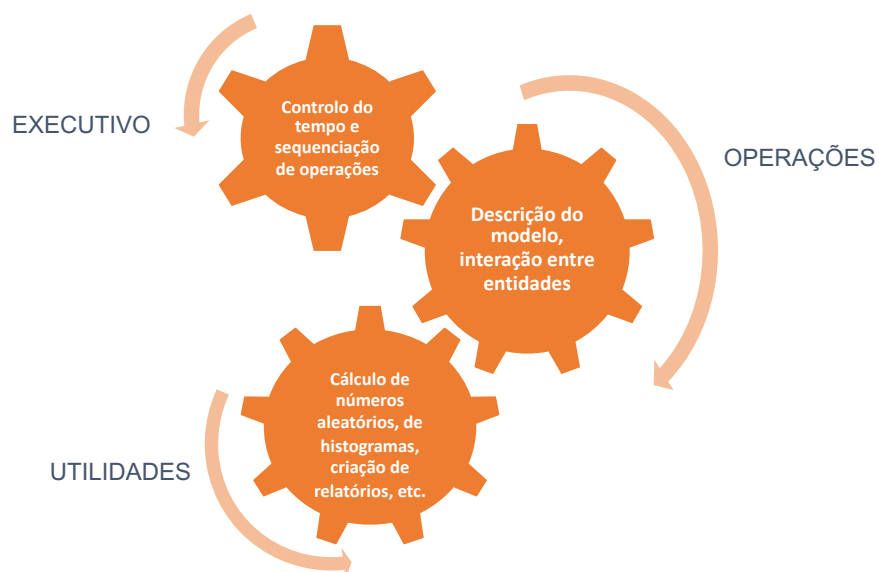 EXECUTIVO
Controlo do
tempo e
sequenciação
de operações
OPERAÇÕES
Descrição do
modelo,
interação entre
entidades
UTILIDADES
Cálculo de
números
aleatórios, de
histogramas,
criação de
relatórios, etc.